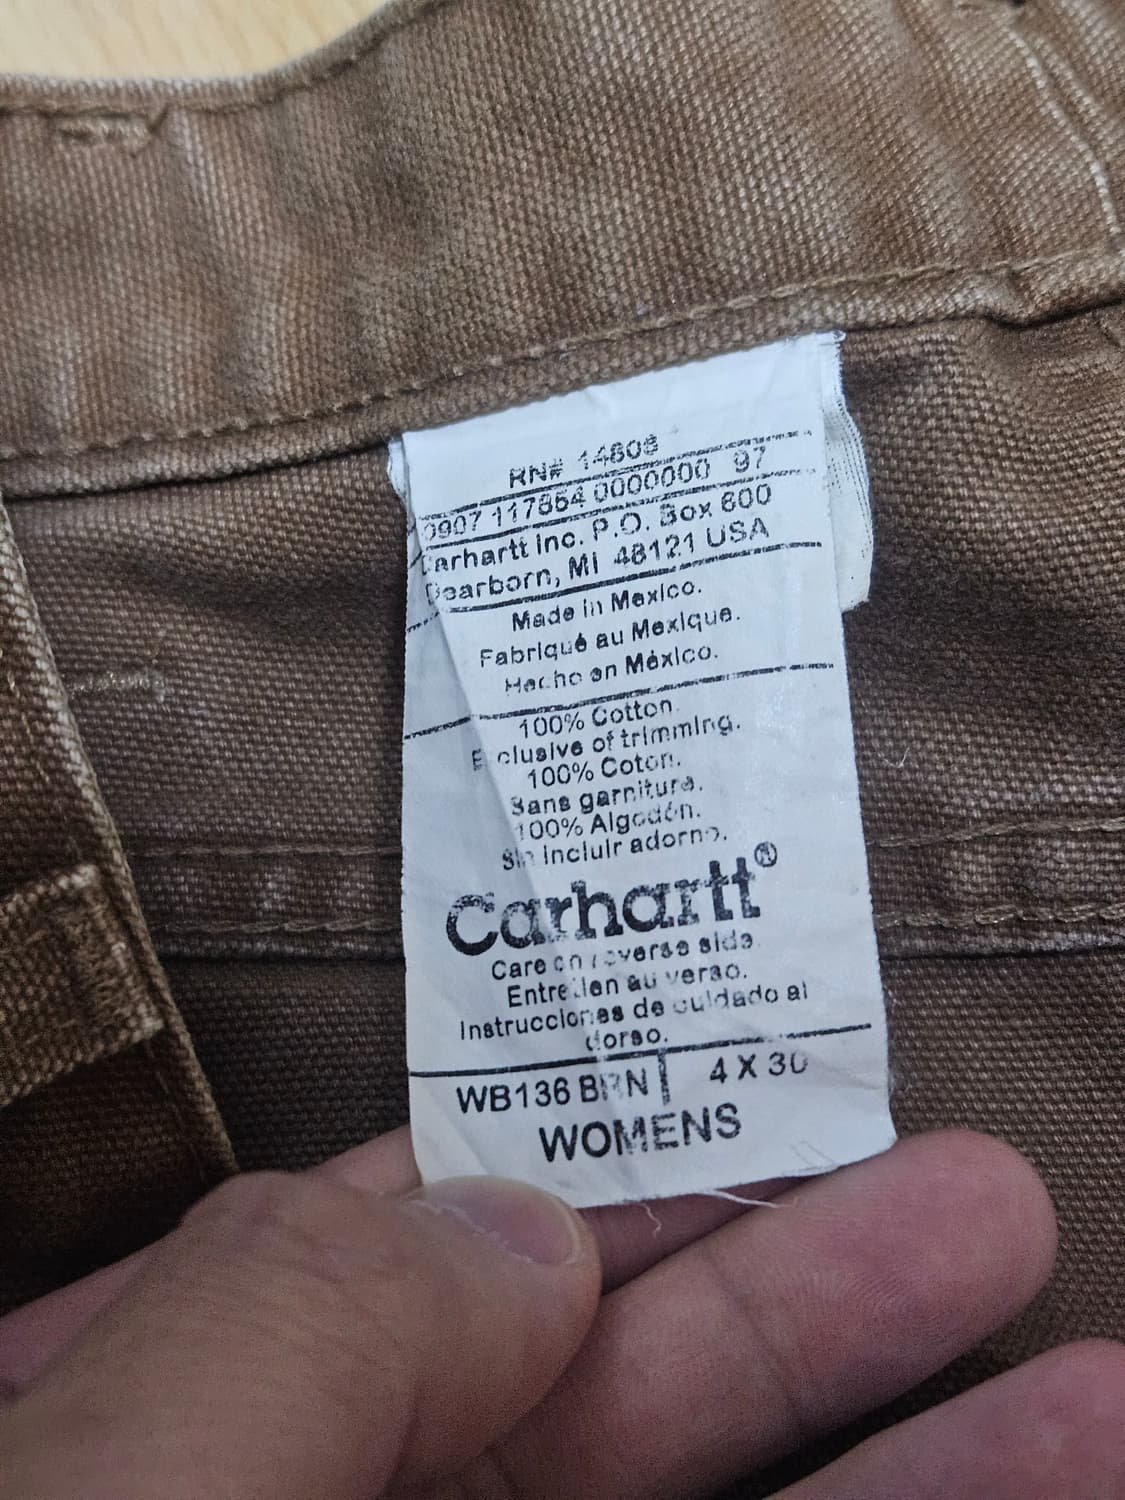 RN# 14806
0907 117854 0000000 97
Carhartt Inc. P.O. Box 600
Dearborn, MI 48121 USA
Made in Mexico.
Fabriqué au Mexique.
Hecho en México.
100% Cotton.
Exclusive of trimming.
100% Coton.
Sans garniture.
100% Algodón.
Sin incluir adorno.
Carhartt®
Care on reverse side.
Entretien au verso.
Instrucciones de cuidado al
dorso.
WB136 BRN 4 X 30
WOMENS